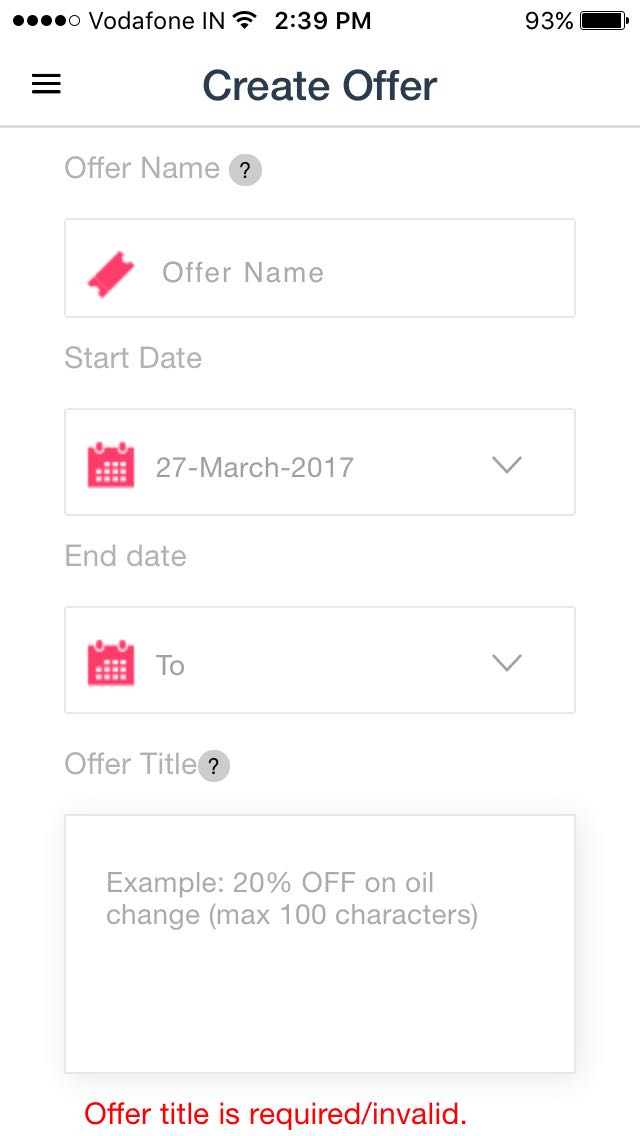 Vodafone IN 2:39 PM 93%
Create Offer
Offer Name ?
Offer Name
Start Date
27-March-2017
End date
To
Offer Title ?
Example: 20% OFF on oil
change (max 100 characters)
Offer title is required/invalid.